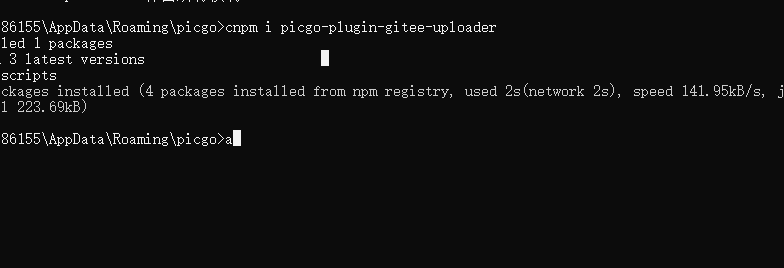 86155\AppData\Roaming\picgo>cnpm i picgo-plugin-gitee-uploader
led 1 packages
3 latest versions
scripts
ckages installed (4 packages installed from npm registry, used 2s(network 2s), speed 141.95kB/s, j
1 223.69kB)
86155\AppData\Roaming\picgo>a